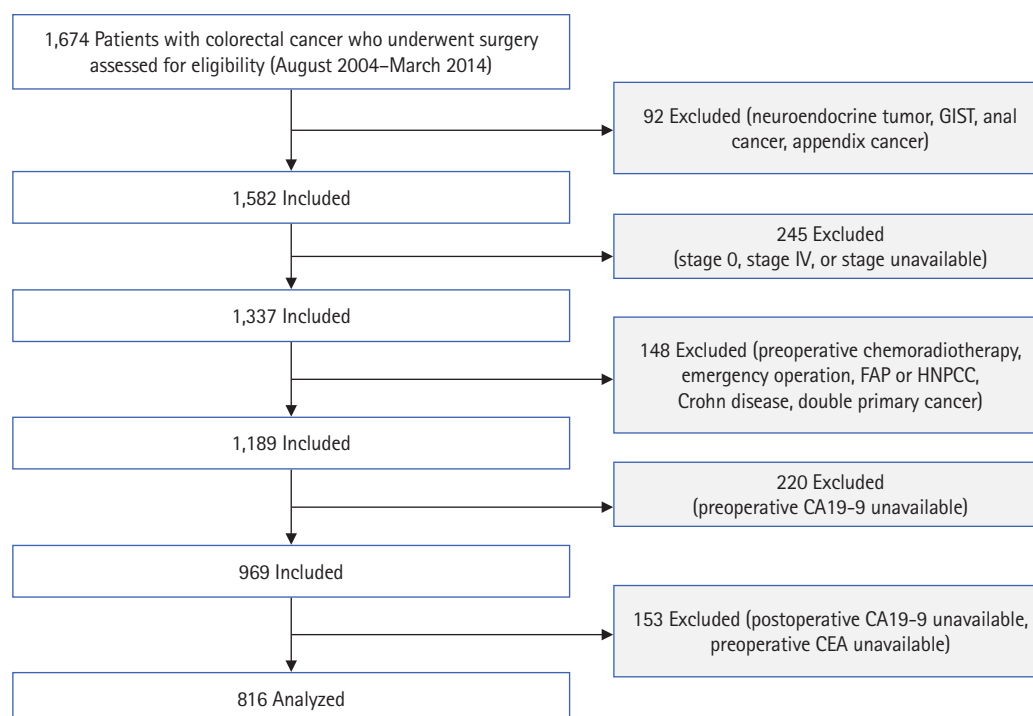 1,674 Patients with colorectal cancer who underwent surgery
assessed for eligibility (August 2004–March 2014)
92 Excluded (neuroendocrine tumor, GIST, anal
cancer, appendix cancer)
1,582 Included
245 Excluded
(stage 0, stage IV, or stage unavailable)
1,337 Included
148 Excluded (preoperative chemoradiotherapy,
emergency operation, FAP or HNPCC,
Crohn disease, double primary cancer)
1,189 Included
220 Excluded
(preoperative CA19-9 unavailable)
969 Included
153 Excluded (postoperative CA19-9 unavailable,
preoperative CEA unavailable)
816 Analyzed